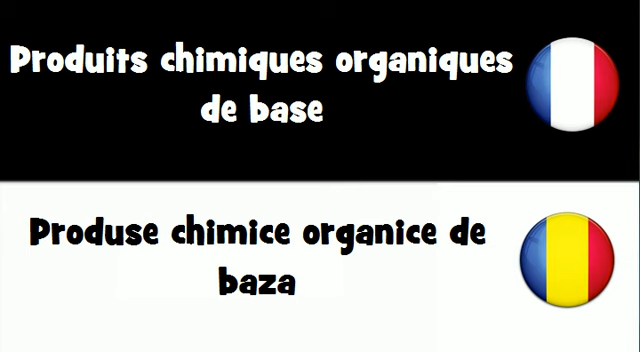 Produits chimiques organiques
de base
Produse chimice organice de
baza